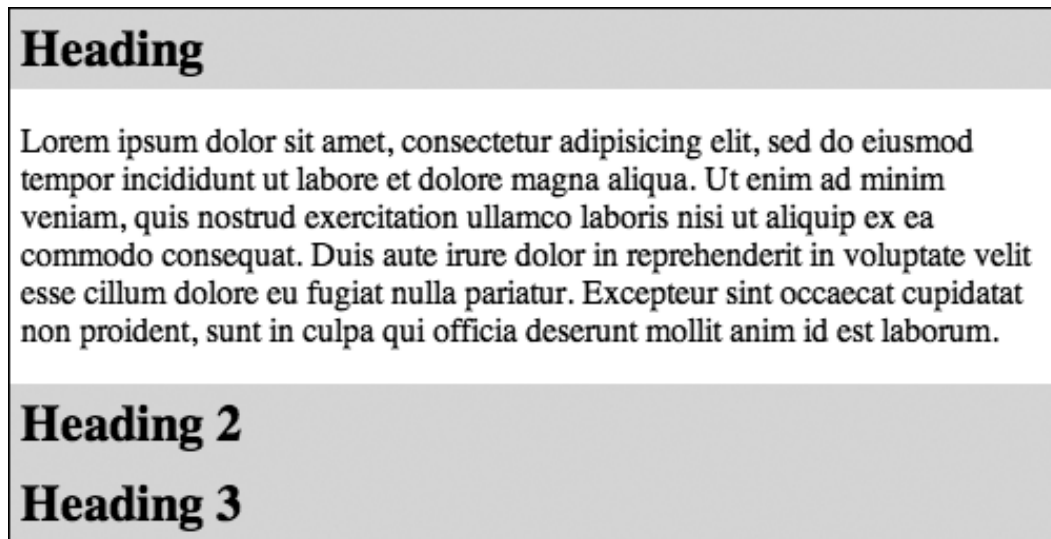 Heading
Lorem ipsum dolor sit amet, consectetur adipisicing elit, sed do eiusmod
tempor incididunt ut labore et dolore magna aliqua. Ut enim ad minim
veniam, quis nostrud exercitation ullamco laboris nisi ut aliquip ex ea
commodo consequat. Duis aute irure dolor in reprehenderit in voluptate velit
esse cillum dolore eu fugiat nulla pariatur. Excepteur sint occaecat cupidatat
non proident, sunt in culpa qui officia deserunt mollit anim id est laborum.
Heading 2
Heading 3